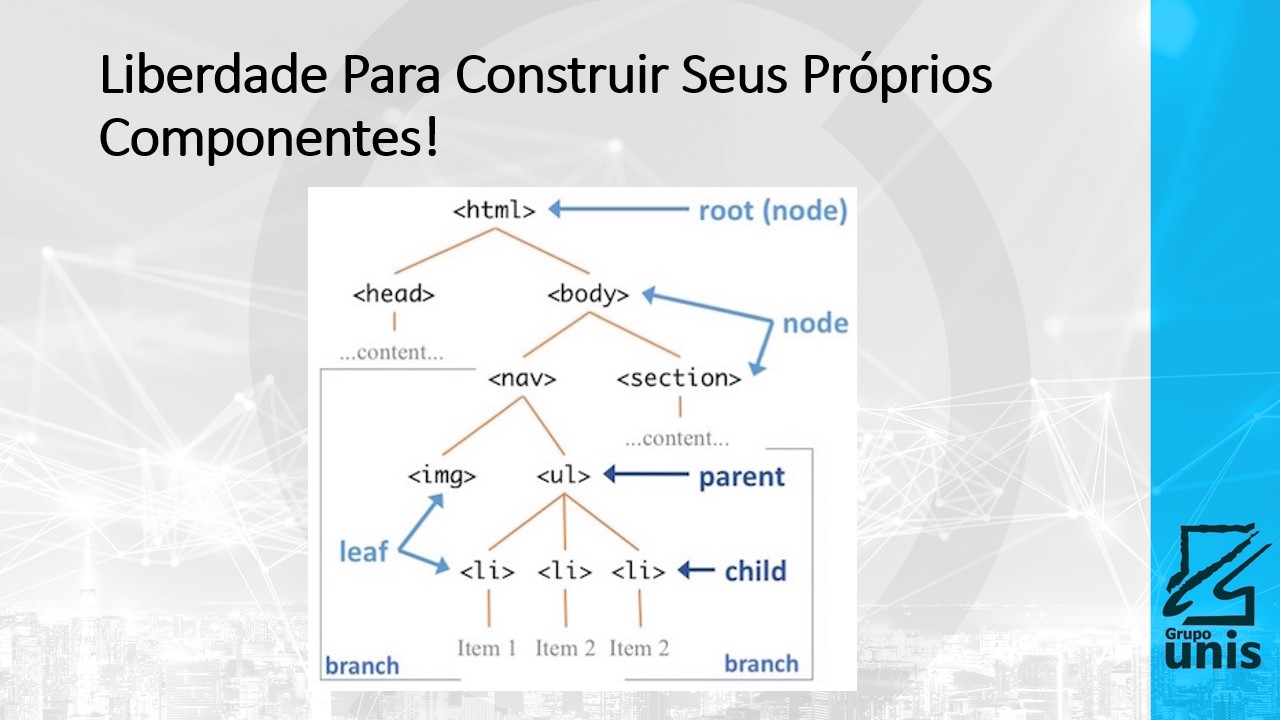 Liberdade Para Construir Seus Próprios
Componentes!
<html> root (node)
<head> <body>
node
...content...
<nav> <section>
...content...
<img> <ul> parent
leaf
<li> <li> <li> child
Item 1 Item 2 Item 2
branch branch
Grupo
unis